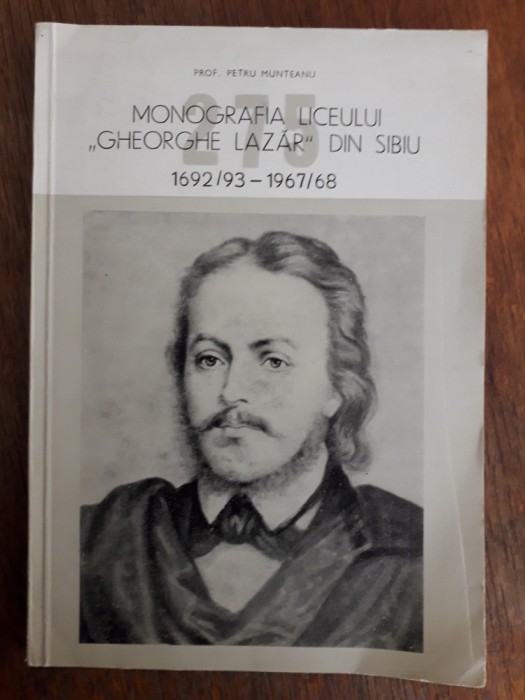 PROF. PETRU MUNTEANU
275
MONOGRAFIA LICEULUI
„GHEORGHE LAZĂR" DIN SIBIU
1692/93 – 1967/68